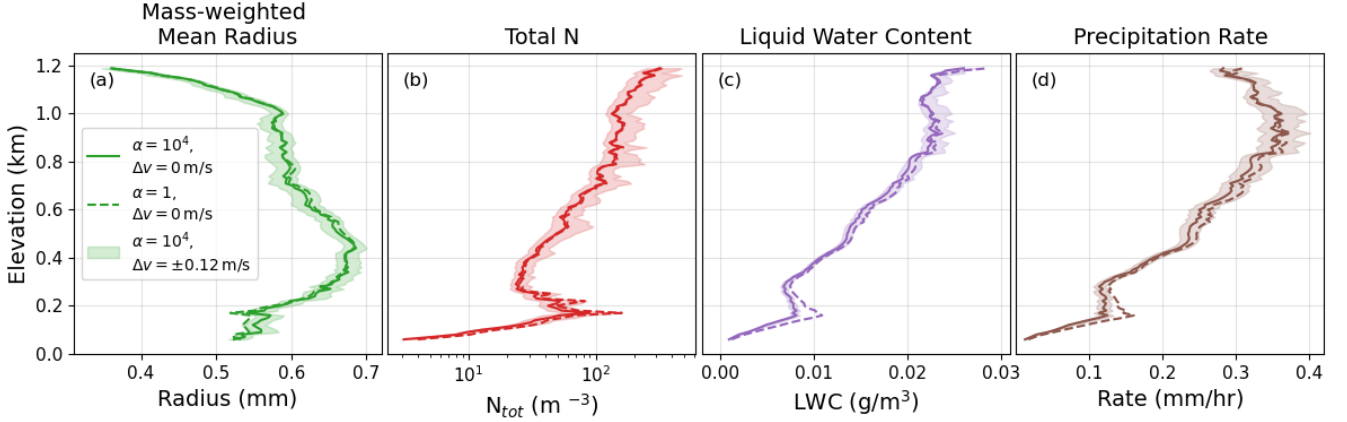 Mass-weighted
Mean Radius
Total N
Liquid Water Content
Precipitation Rate
(a)
(b)
(c)
(d)
1.2
1.0
0.8
0.6
0.4
0.2
0.0
Elevation (km)
α = 10⁴,
Δv = 0 m/s
α = 1,
Δv = 0 m/s
α = 10⁴,
Δv = ±0.12 m/s
0.4 0.5 0.6 0.7
10¹ 10²
0.00 0.01 0.02 0.03
0.1 0.2 0.3 0.4
Radius (mm)
N_tot (m ⁻³)
LWC (g/m³)
Rate (mm/hr)